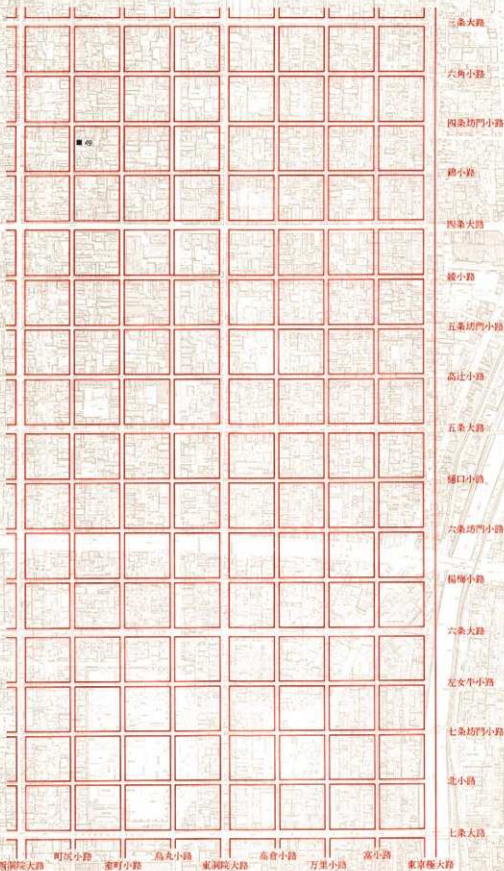 三条大路
六角小路
四条坊門小路
49
錦小路
四条大路
綾小路
五条坊門小路
高辻小路
五条大路
樋口小路
六条坊門小路
楊梅小路
六条大路
左女牛小路
七条坊門小路
北小路
七条大路
西洞院大路
町尻小路
室町小路
烏丸小路
東洞院大路
高倉小路
万里小路
富小路
東京極大路